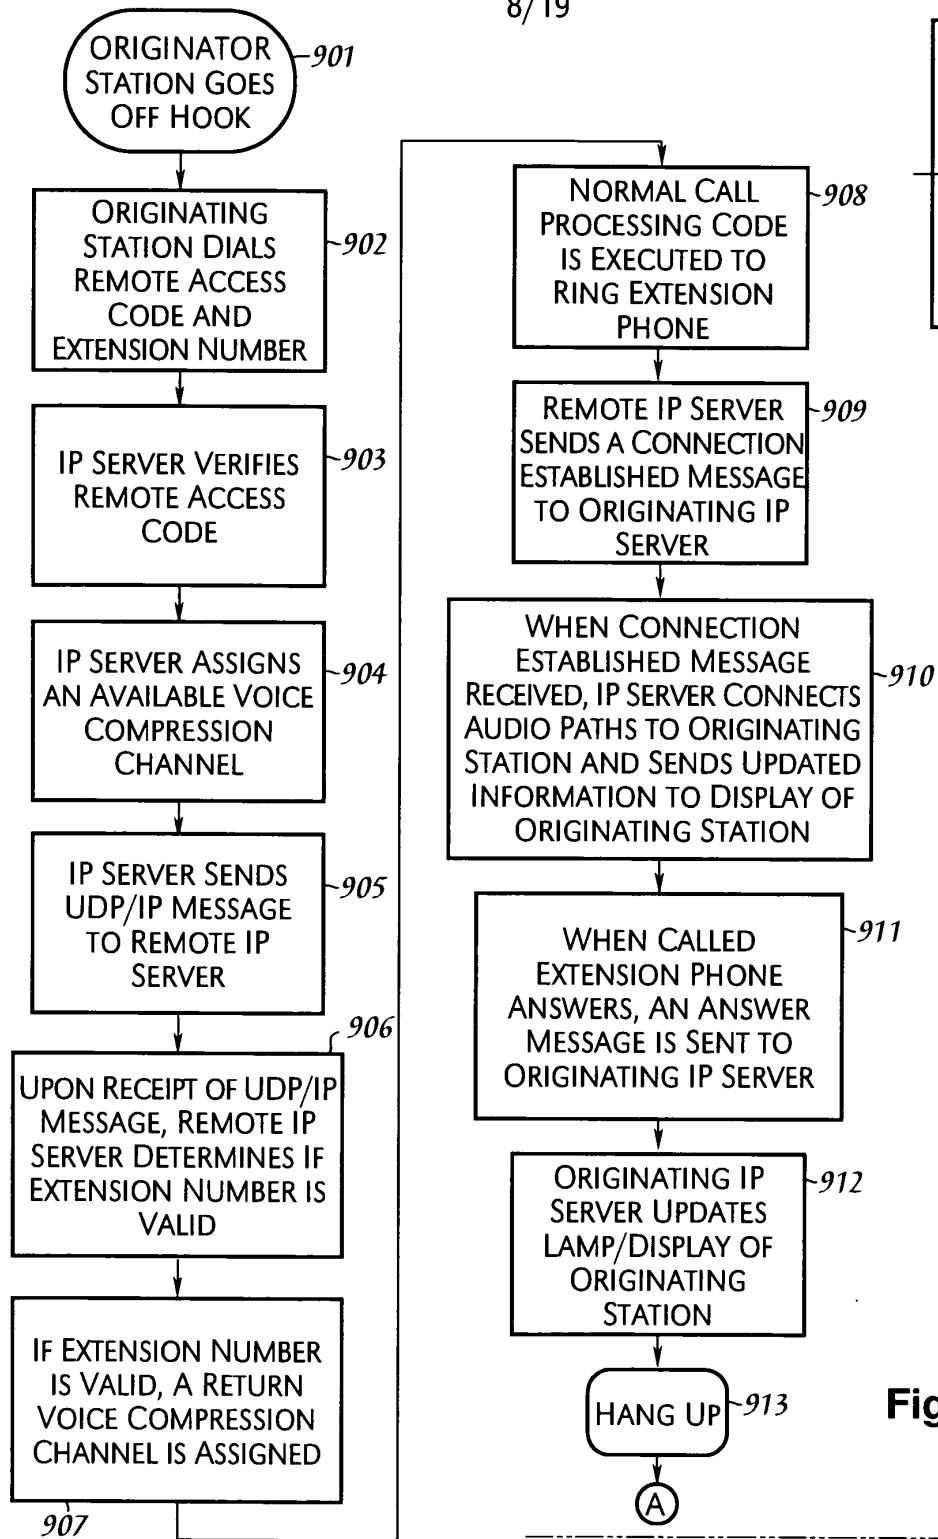 8/19
ORIGINATOR
STATION GOES
OFF HOOK
901
ORIGINATING
STATION DIALS
REMOTE ACCESS
CODE AND
EXTENSION NUMBER
902
IP SERVER VERIFIES
REMOTE ACCESS
CODE
903
IP SERVER ASSIGNS
AN AVAILABLE VOICE
COMPRESSION
CHANNEL
904
IP SERVER SENDS
UDP/IP MESSAGE
TO REMOTE IP
SERVER
905
906
UPON RECEIPT OF UDP/IP
MESSAGE, REMOTE IP
SERVER DETERMINES IF
EXTENSION NUMBER IS
VALID
IF EXTENSION NUMBER
IS VALID, A RETURN
VOICE COMPRESSION
CHANNEL IS ASSIGNED
907
NORMAL CALL
PROCESSING CODE
IS EXECUTED TO
RING EXTENSION
PHONE
908
REMOTE IP SERVER
SENDS A CONNECTION
ESTABLISHED MESSAGE
TO ORIGINATING IP
SERVER
909
WHEN CONNECTION
ESTABLISHED MESSAGE
RECEIVED, IP SERVER CONNECTS
AUDIO PATHS TO ORIGINATING
STATION AND SENDS UPDATED
INFORMATION TO DISPLAY OF
ORIGINATING STATION
910
WHEN CALLED
EXTENSION PHONE
ANSWERS, AN ANSWER
MESSAGE IS SENT TO
ORIGINATING IP SERVER
911
ORIGINATING IP
SERVER UPDATES
LAMP/DISPLAY OF
ORIGINATING
STATION
912
HANG UP
913
A
Fig